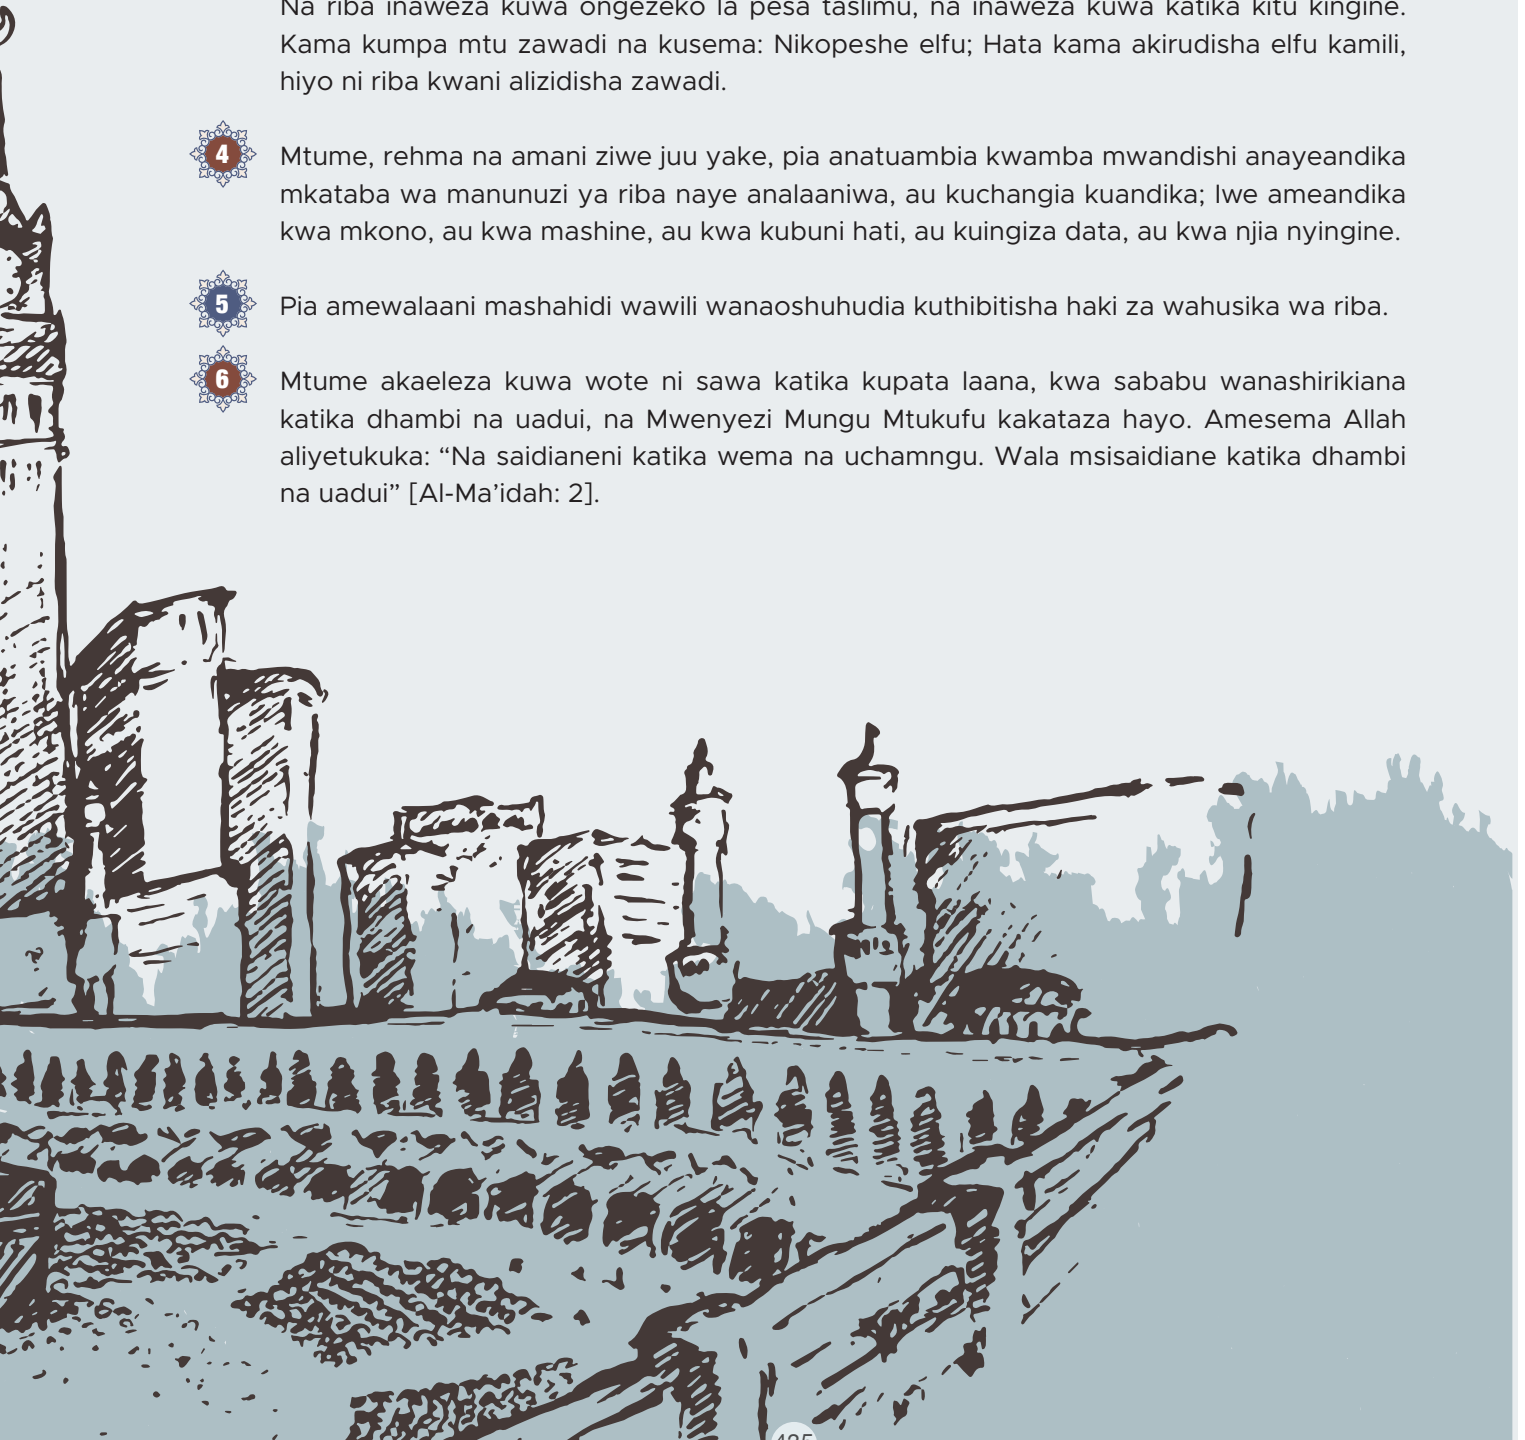 Na riba inaweza kuwa ongezeko la pesa taslimu, na inaweza kuwa katika kitu kingine.
Kama kumpa mtu zawadi na kusema: Nikopeshe elfu; Hata kama akirudisha elfu kamili,
hiyo ni riba kwani alizidisha zawadi.
4 Mtume, rehma na amani ziwe juu yake, pia anatuambia kwamba mwandishi anayeandika
mkataba wa manunuzi ya riba naye analaaniwa, au kuchangia kuandika; lwe ameandika
kwa mkono, au kwa mashine, au kwa kubuni hati, au kuingiza data, au kwa njia nyingine.
5 Pia amewalaani mashahidi wawili wanaoshuhudia kuthibitisha haki za wahusika wa riba.
6 Mtume akaeleza kuwa wote ni sawa katika kupata laana, kwa sababu wanashirikiana
katika dhambi na uadui, na Mwenyezi Mungu Mtukufu kakataza hayo. Amesema Allah
aliyetukuka: “Na saidianeni katika wema na uchamngu. Wala msisaidiane katika dhambi
na uadui” [Al-Ma’idah: 2].